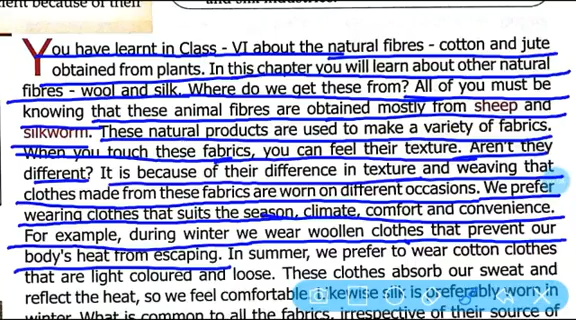 ient because of their
and silk industries.
You have learnt in Class - VI about the natural fibres - cotton and jute
obtained from plants. In this chapter you will learn about other natural
fibres - wool and silk. Where do we get these from? All of you must be
knowing that these animal fibres are obtained mostly from sheep and
silkworm. These natural products are used to make a variety of fabrics.
When you touch these fabrics, you can feel their texture. Aren't they
different? It is because of their difference in texture and weaving that
clothes made from these fabrics are worn on different occasions. We prefer
wearing clothes that suits the season, climate, comfort and convenience.
For example, during winter we wear woollen clothes that prevent our
body's heat from escaping. In summer, we prefer to wear cotton clothes
that are light coloured and loose. These clothes absorb our sweat and
reflect the heat, so we feel comfortable Likewise silk is preferably worn in
winter. What is common to all the fabrics, irrespective of their source of